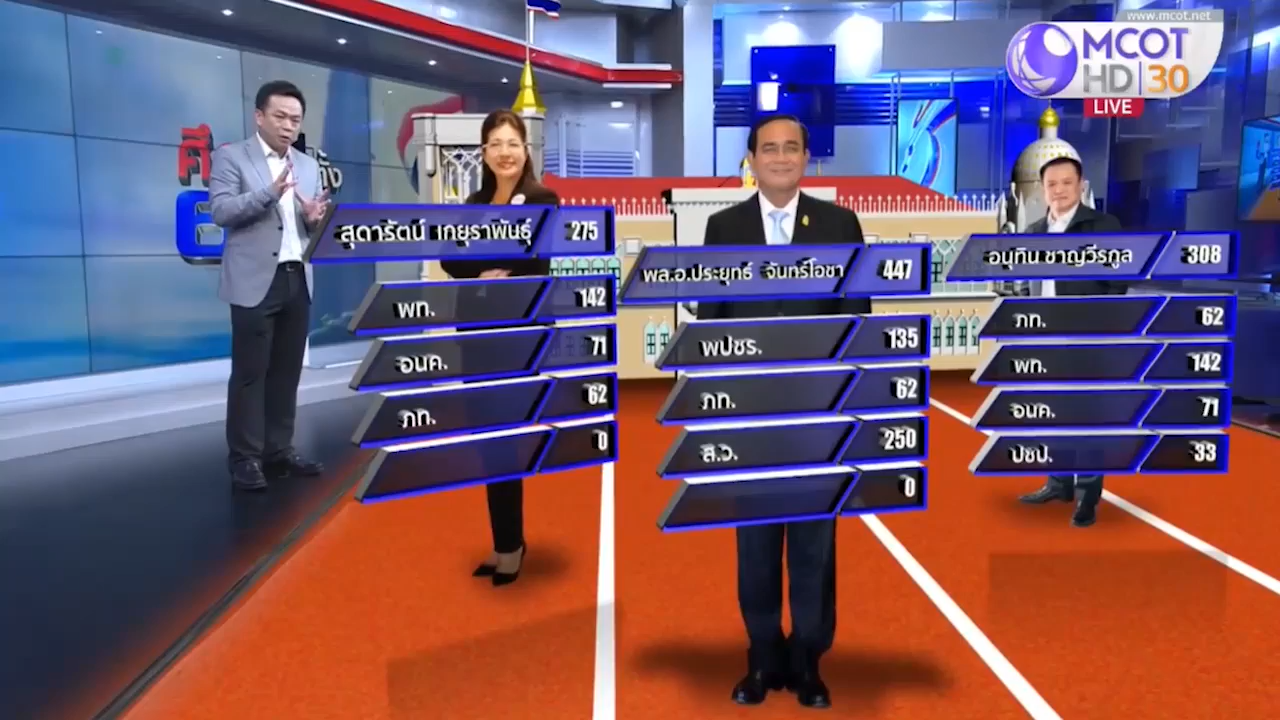 www.mcot.net
MCOT
HD 30
LIVE
สุดารัตน์ เกยุราพันธุ์ 275
พท. 142
อนค. 71
ภท. 62
0
พล.อ.ประยุทธ์ จันทร์โอชา 447
พปชร. 135
ภท. 62
ส.ว. 250
0
อนุทิน ชาญวีรกูล 308
ภท. 62
พท. 142
อนค. 71
ปชป. 33